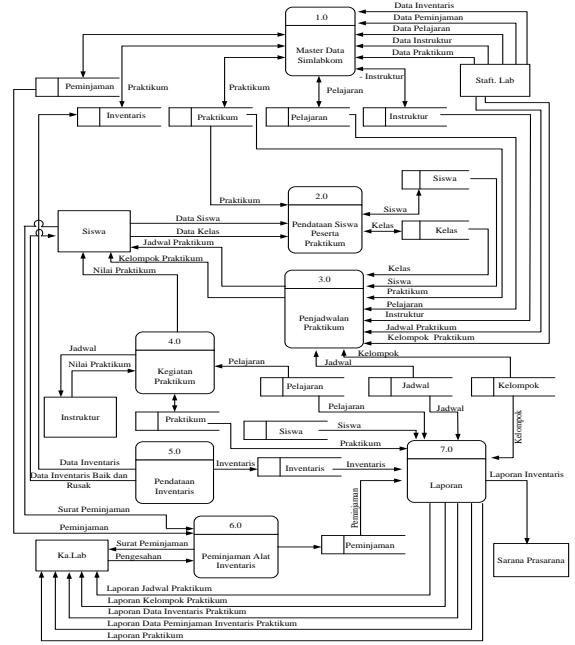 1.0
Master Data
Simlabkom
Data Inventaris
Data Peminjaman
Data Pelajaran
Data Instruktur
Data Praktikum
Staft. Lab
- Instruktur
Pelajaran
Praktikum
Praktikum
Peminjaman
Inventaris
Praktikum
Pelajaran
Instruktur
2.0
Pendataan Siswa
Peserta
Praktikum
Praktikum
Siswa
Siswa
Kelas
Kelas
Siswa
Data Siswa
Data Kelas
Jadwal Praktikum
Kelompok Praktikum
Nilai Praktikum
3.0
Penjadwalan
Praktikum
Kelas
Siswa
Praktikum
Pelajaran
Instruktur
Jadwal Praktikum
Kelompok Praktikum
Kelompok
Jadwal
4.0
Kegiatan
Praktikum
Jadwal
Nilai Praktikum
Instruktur
Pelajaran
Pelajaran
Jadwal
Kelompok
Praktikum
Siswa
Siswa
Pelajaran
Jadwal
Kelompok
Praktikum
5.0
Pendataan
Inventaris
Data Inventaris
Data Inventaris Baik dan
Rusak
Inventaris
Inventaris
Inventaris
7.0
Laporan
Laporan Inventaris
Sarana Prasarana
Surat Peminjaman
Peminjaman
6.0
Peminjaman Alat
Inventaris
Peminjaman
Peminjaman
Ka.Lab
Surat Peminjaman
Pengesahan
Laporan Jadwal Praktikum
Laporan Kelompok Praktikum
Laporan Data Inventaris Praktikum
Laporan Data Peminjaman Inventaris Praktikum
Laporan Praktikum